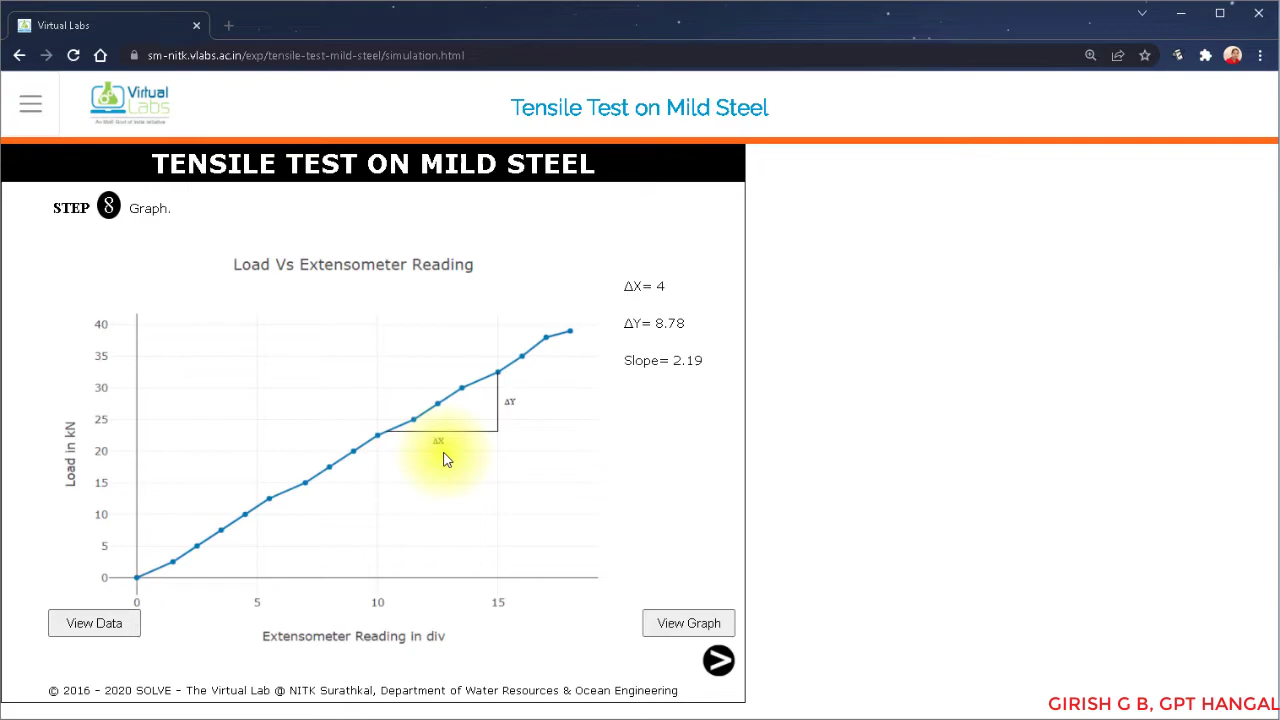 Virtual Labs
sm-nitk.vlabs.ac.in/exp/tensile-test-mild-steel/simulation.html
Virtual
Labs
Tensile Test on Mild Steel
TENSILE TEST ON MILD STEEL
STEP 8 Graph.
Load Vs Extensometer Reading
ΔX= 4
ΔY= 8.78
Slope= 2.19
40
35
30
25
20
15
10
5
0
Load in kN
ΔY
ΔX
0 5 10 15
Extensometer Reading in div
View Data
View Graph
>
© 2016 - 2020 SOLVE - The Virtual Lab @ NITK Surathkal, Department of Water Resources & Ocean Engineering
GIRISH G B, GPT HANGAL